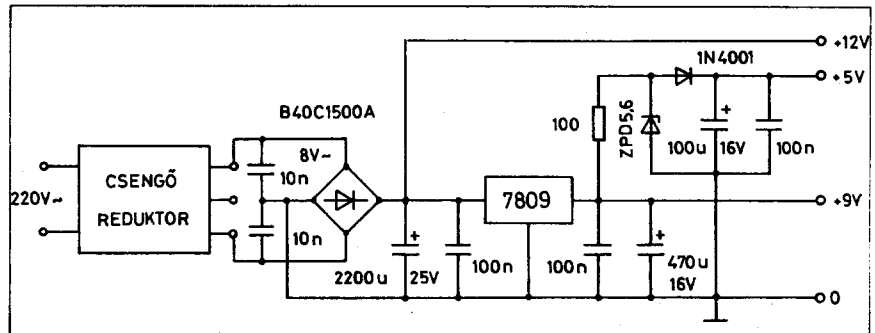 +12V
1N4001
+5V
B40C1500A
100
ZPD5,6
+
100u
16V
100n
8V~
10n
220V~
CSENGŐ
REDUKTOR
7809
+9V
10n
+
2200u
25V
100n
100n
+
470u
16V
0